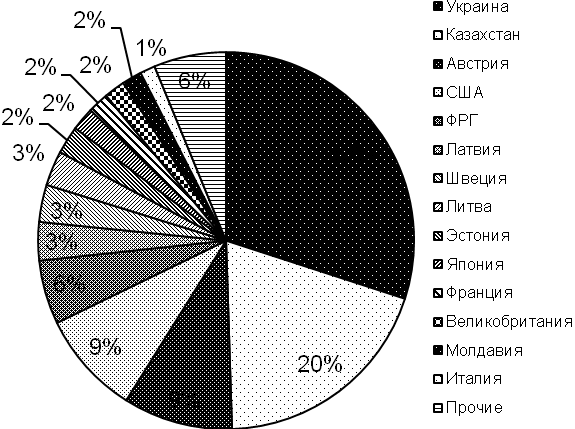 2%
1%
2%
2%
6%
2%
2%
3%
3%
3%
6%
9%
9%
20%
Украина
Казахстан
Австрия
США
ФРГ
Латвия
Швеция
Литва
Эстония
Япония
Франция
Великобритания
Молдавия
Италия
Прочие